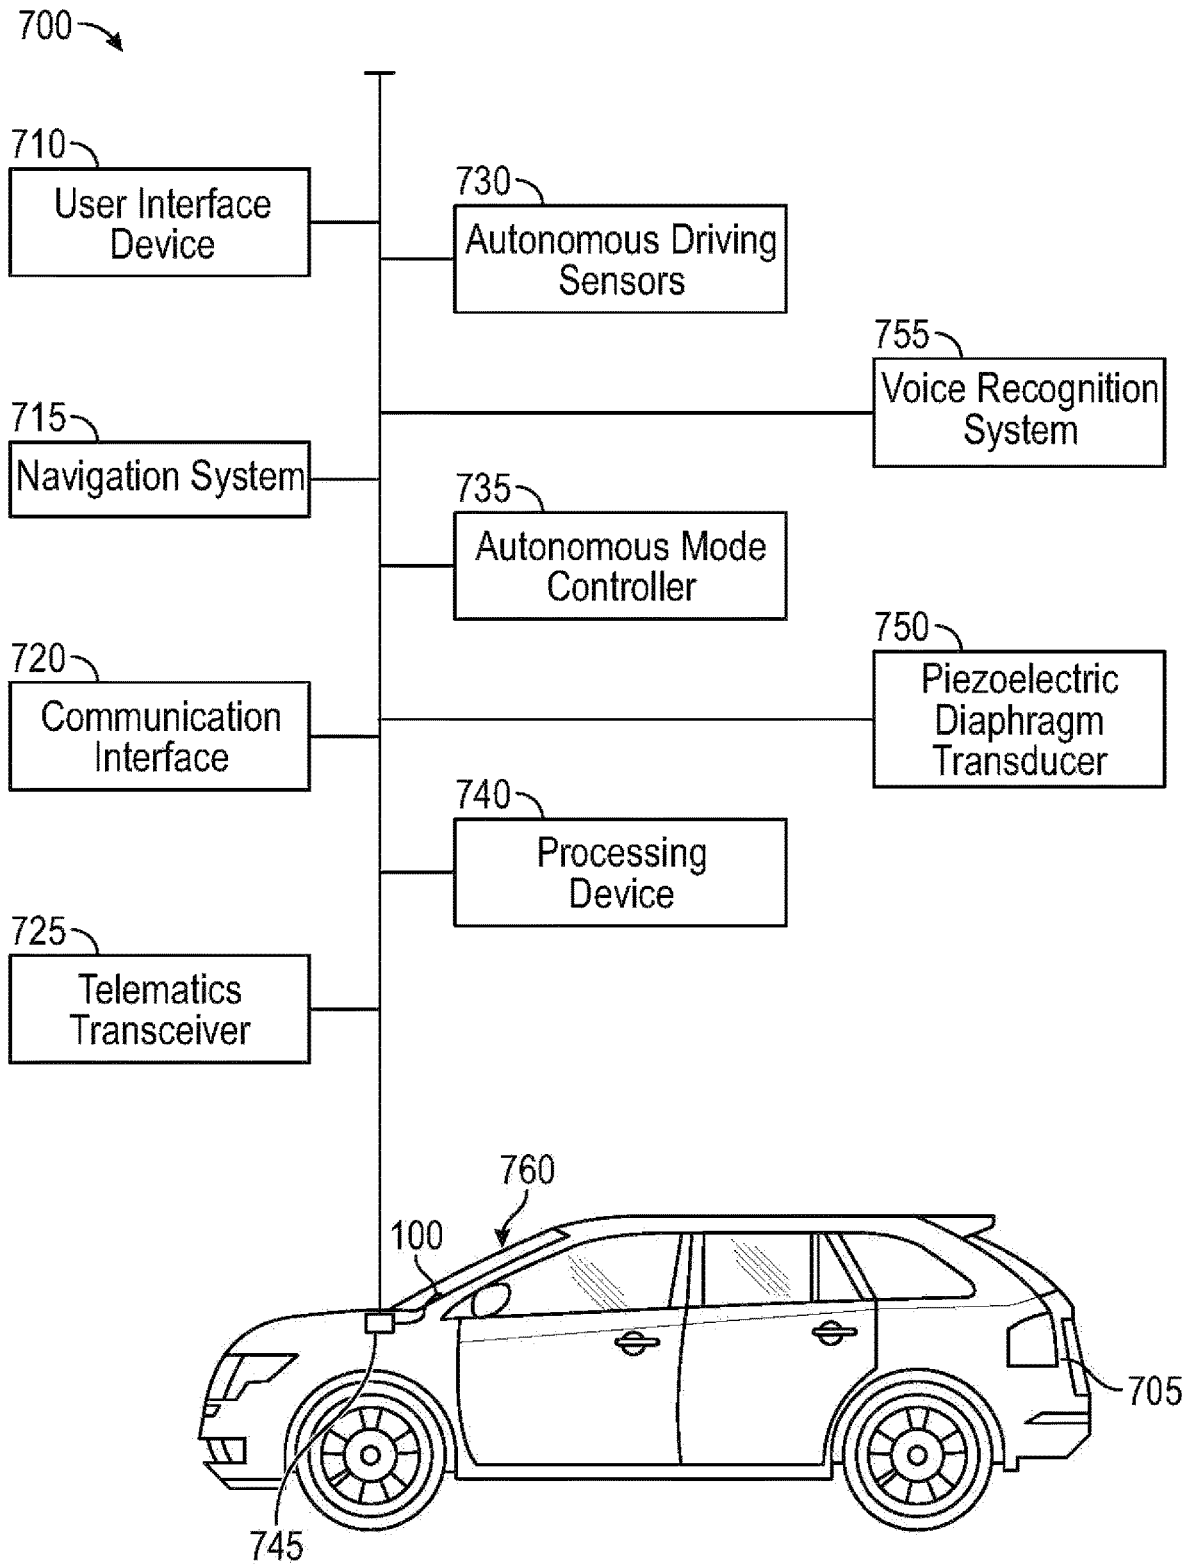 700
710
User Interface
Device
730
Autonomous Driving
Sensors
755
Voice Recognition
System
715
Navigation System
735
Autonomous Mode
Controller
750
Piezoelectric
Diaphragm
Transducer
720
Communication
Interface
740
Processing
Device
725
Telematics
Transceiver
760
100
705
745